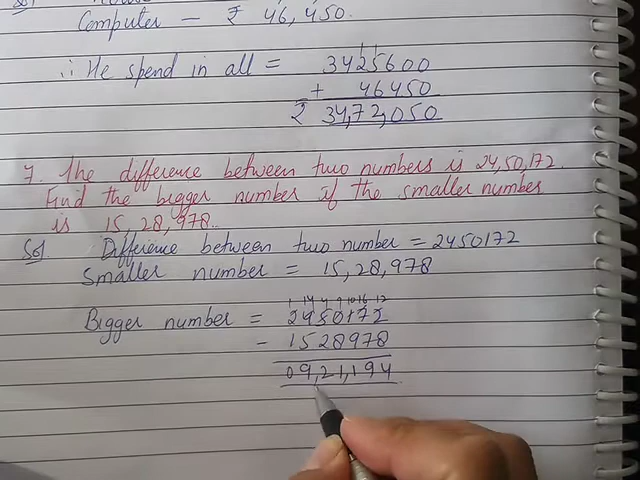 Computer - ₹ 46,450.
∴ He spend in all = 3425600
+ 46450
₹ 34,72,050
7. The difference between two numbers is 24,50,172.
Find the bigger number if the smaller number
is 15,28,978.
Sol. Difference between two number = 2450172
Smaller number = 15,28,978
Bigger number = 2450172
- 1528978
09,21,194